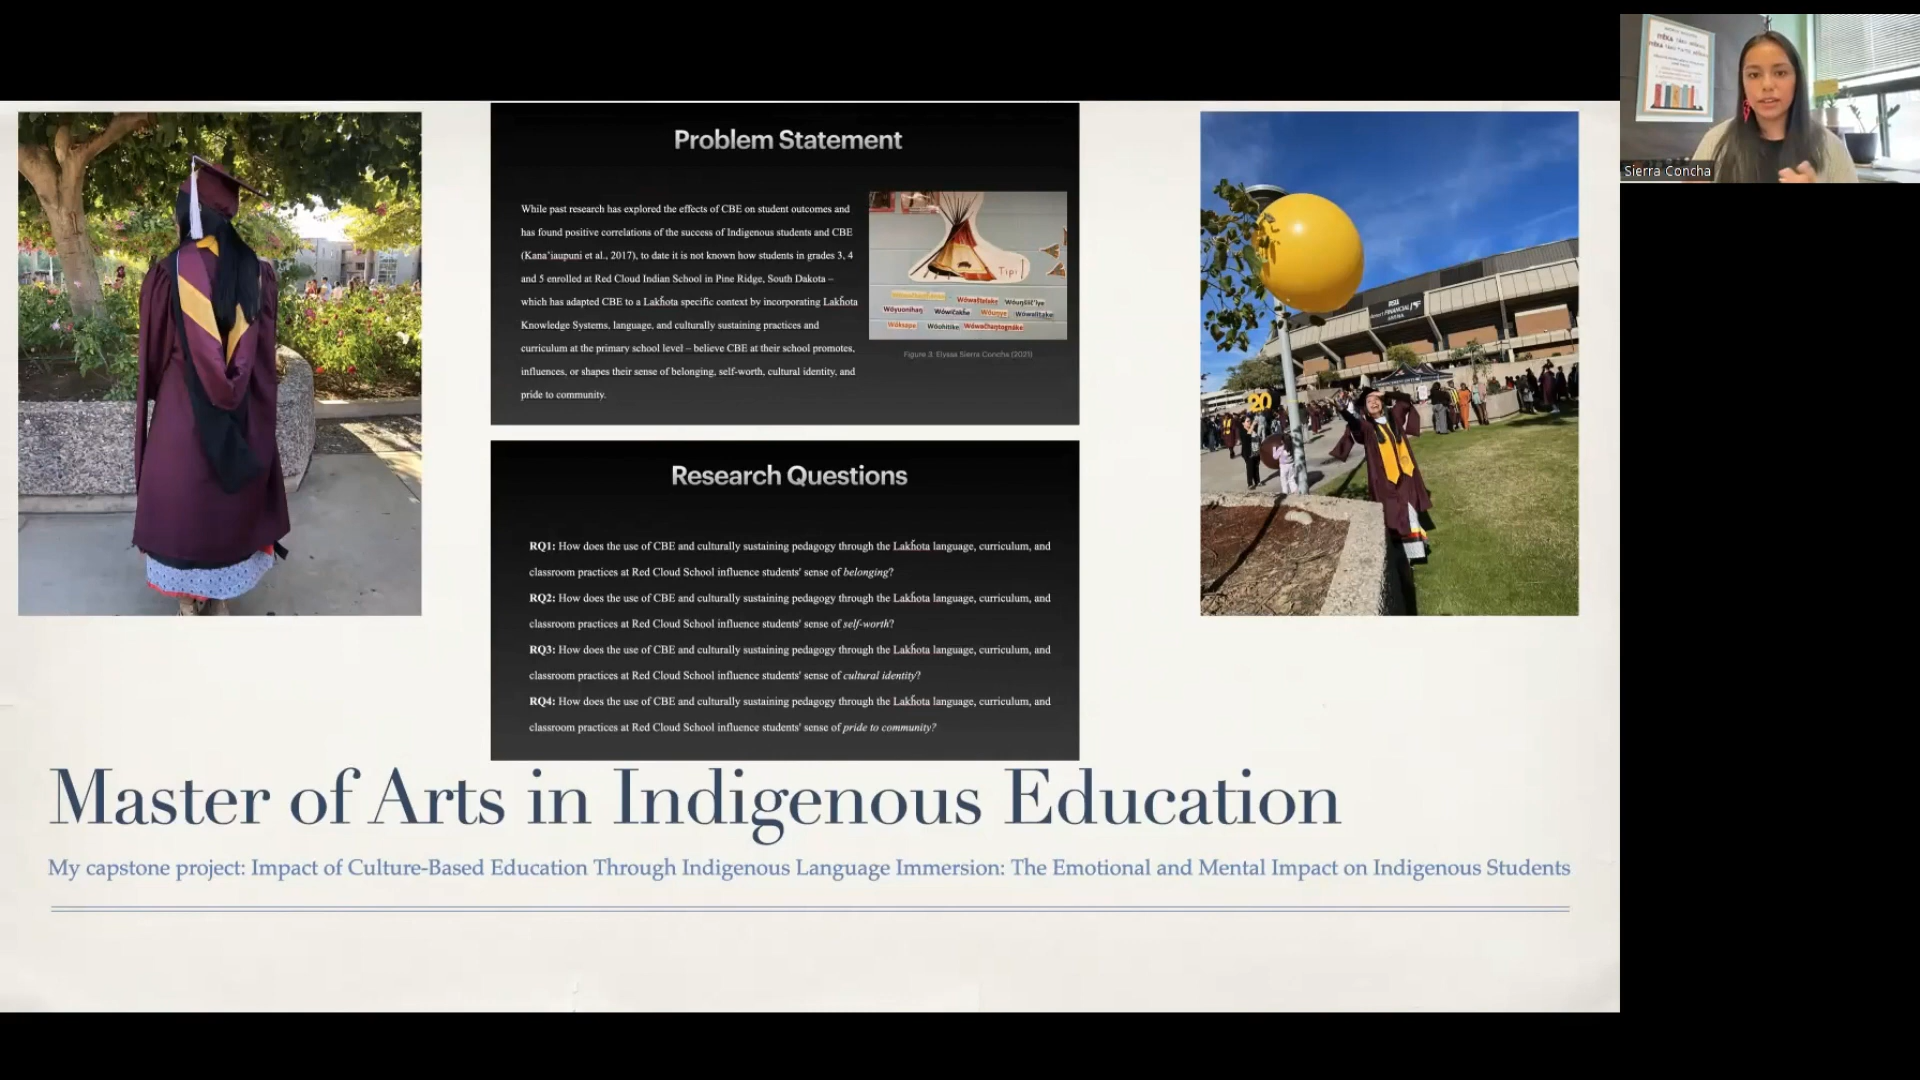 Problem Statement
While past research has explored the effects of CBE on student outcomes and
has found positive correlations of the success of Indigenous students and CBE
(Kana'iaupuni et al., 2017), to date it is not known how students in grades 3, 4
and 5 enrolled at Red Cloud Indian School in Pine Ridge, South Dakota –
which has adapted CBE to a Lakȟota specific context by incorporating Lakȟota
Knowledge Systems, language, and culturally sustaining practices and
curriculum at the primary school level – believe CBE at their school promotes,
influences, or shapes their sense of belonging, self-worth, cultural identity, and
pride to community.
Tipi
Figure 3: Elyssa Sierra Concha (2021)
Research Questions
RQ1: How does the use of CBE and culturally sustaining pedagogy through the Lakȟota language, curriculum, and
classroom practices at Red Cloud School influence students' sense of belonging?
RQ2: How does the use of CBE and culturally sustaining pedagogy through the Lakȟota language, curriculum, and
classroom practices at Red Cloud School influence students' sense of self-worth?
RQ3: How does the use of CBE and culturally sustaining pedagogy through the Lakȟota language, curriculum, and
classroom practices at Red Cloud School influence students' sense of cultural identity?
RQ4: How does the use of CBE and culturally sustaining pedagogy through the Lakȟota language, curriculum, and
classroom practices at Red Cloud School influence students' sense of pride to community?
20
FINANCIAL
ARENA
Master of Arts in Indigenous Education
My capstone project: Impact of Culture-Based Education Through Indigenous Language Immersion: The Emotional and Mental Impact on Indigenous Students
Sierra Concha